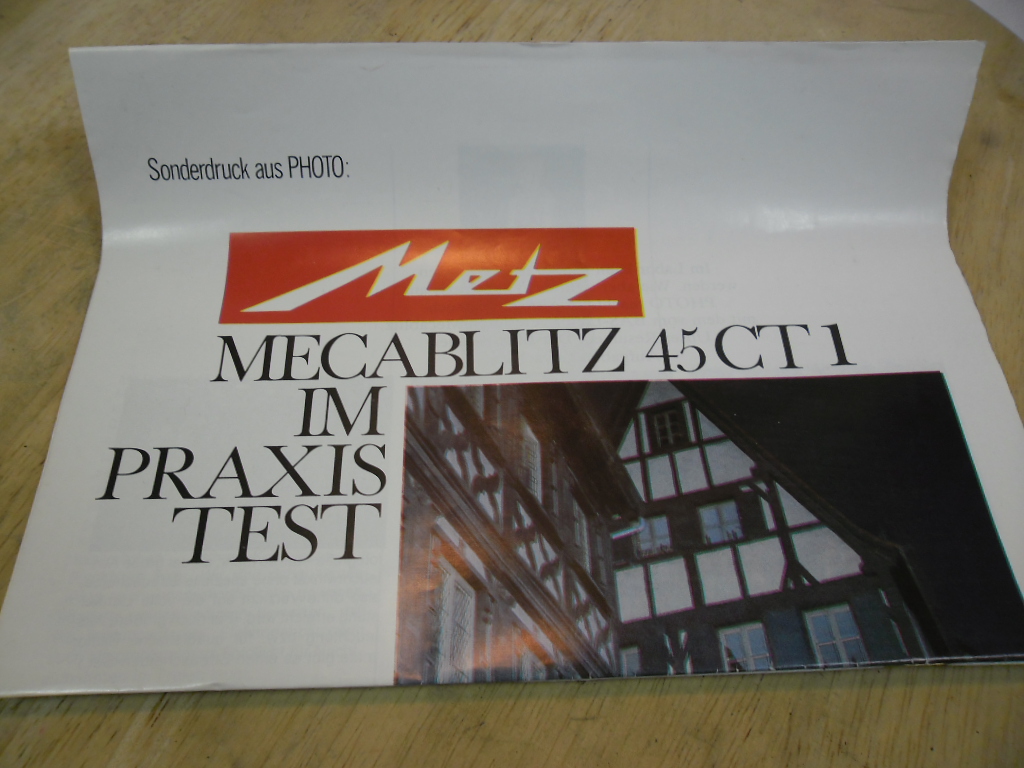 Sonderdruck aus PHOTO:
Metz
MECABLITZ 45 CT 1
IM
PRAXIS
TEST